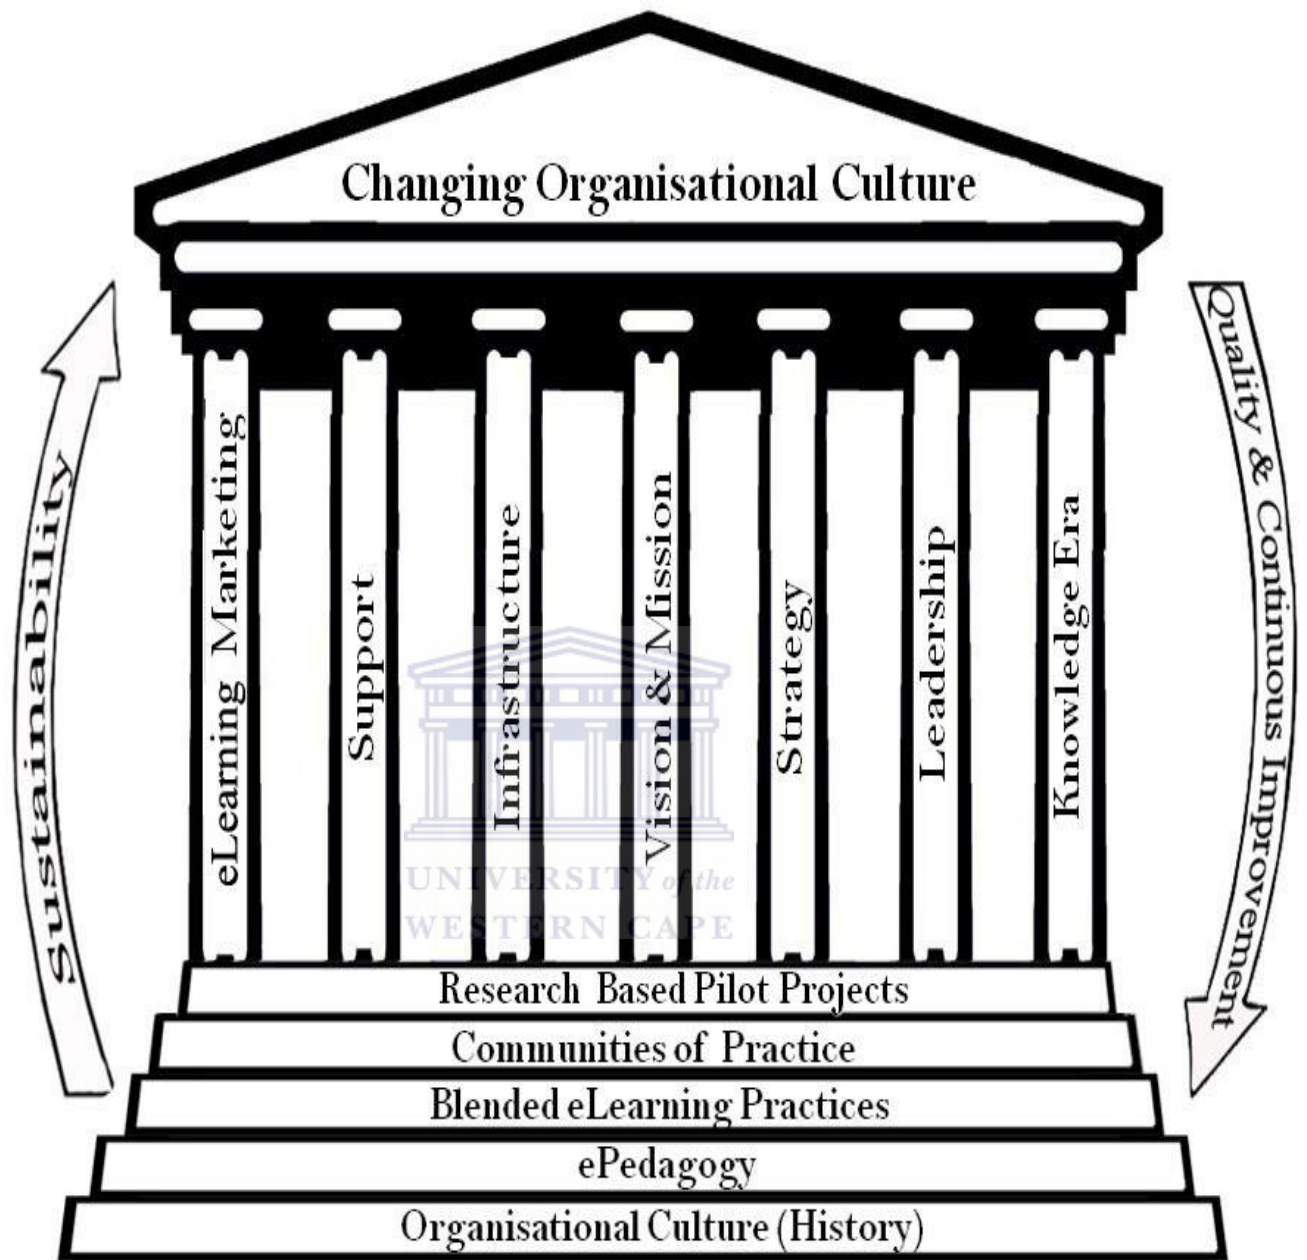 Changing Organisational Culture
Sustainability
Quality & Continuous Improvement
eLearning Marketing
Support
Infrastructure
Vision & Mission
Strategy
Leadership
Knowledge Era
UNIVERSITY of the
WESTERN CAPE
Research Based Pilot Projects
Communities of Practice
Blended eLearning Practices
ePedagogy
Organisational Culture (History)